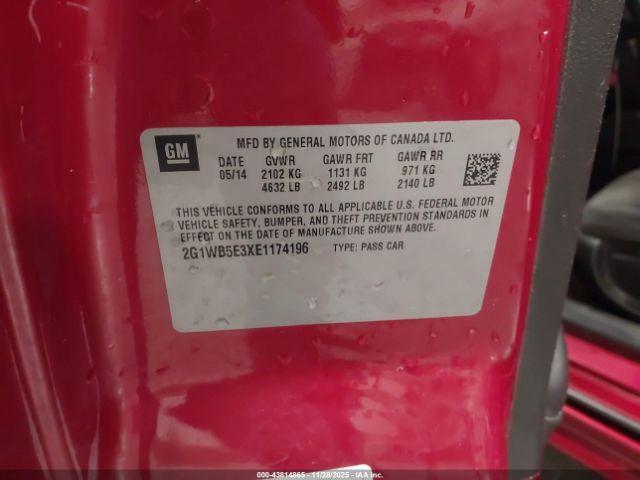 GM
MFD BY GENERAL MOTORS OF CANADA LTD.
DATE GVWR GAWR FRT GAWR RR
05/14 2102 KG 1131 KG 971 KG
4632 LB 2492 LB 2140 LB
THIS VEHICLE CONFORMS TO ALL APPLICABLE U.S. FEDERAL MOTOR
VEHICLE SAFETY, BUMPER, AND THEFT PREVENTION STANDARDS IN
EFFECT ON THE DATE OF MANUFACTURE SHOWN ABOVE.
2G1WB5E3XE1174196 TYPE: PASS CAR
000-43814865 - 11/28/2025 - IAAI.COM